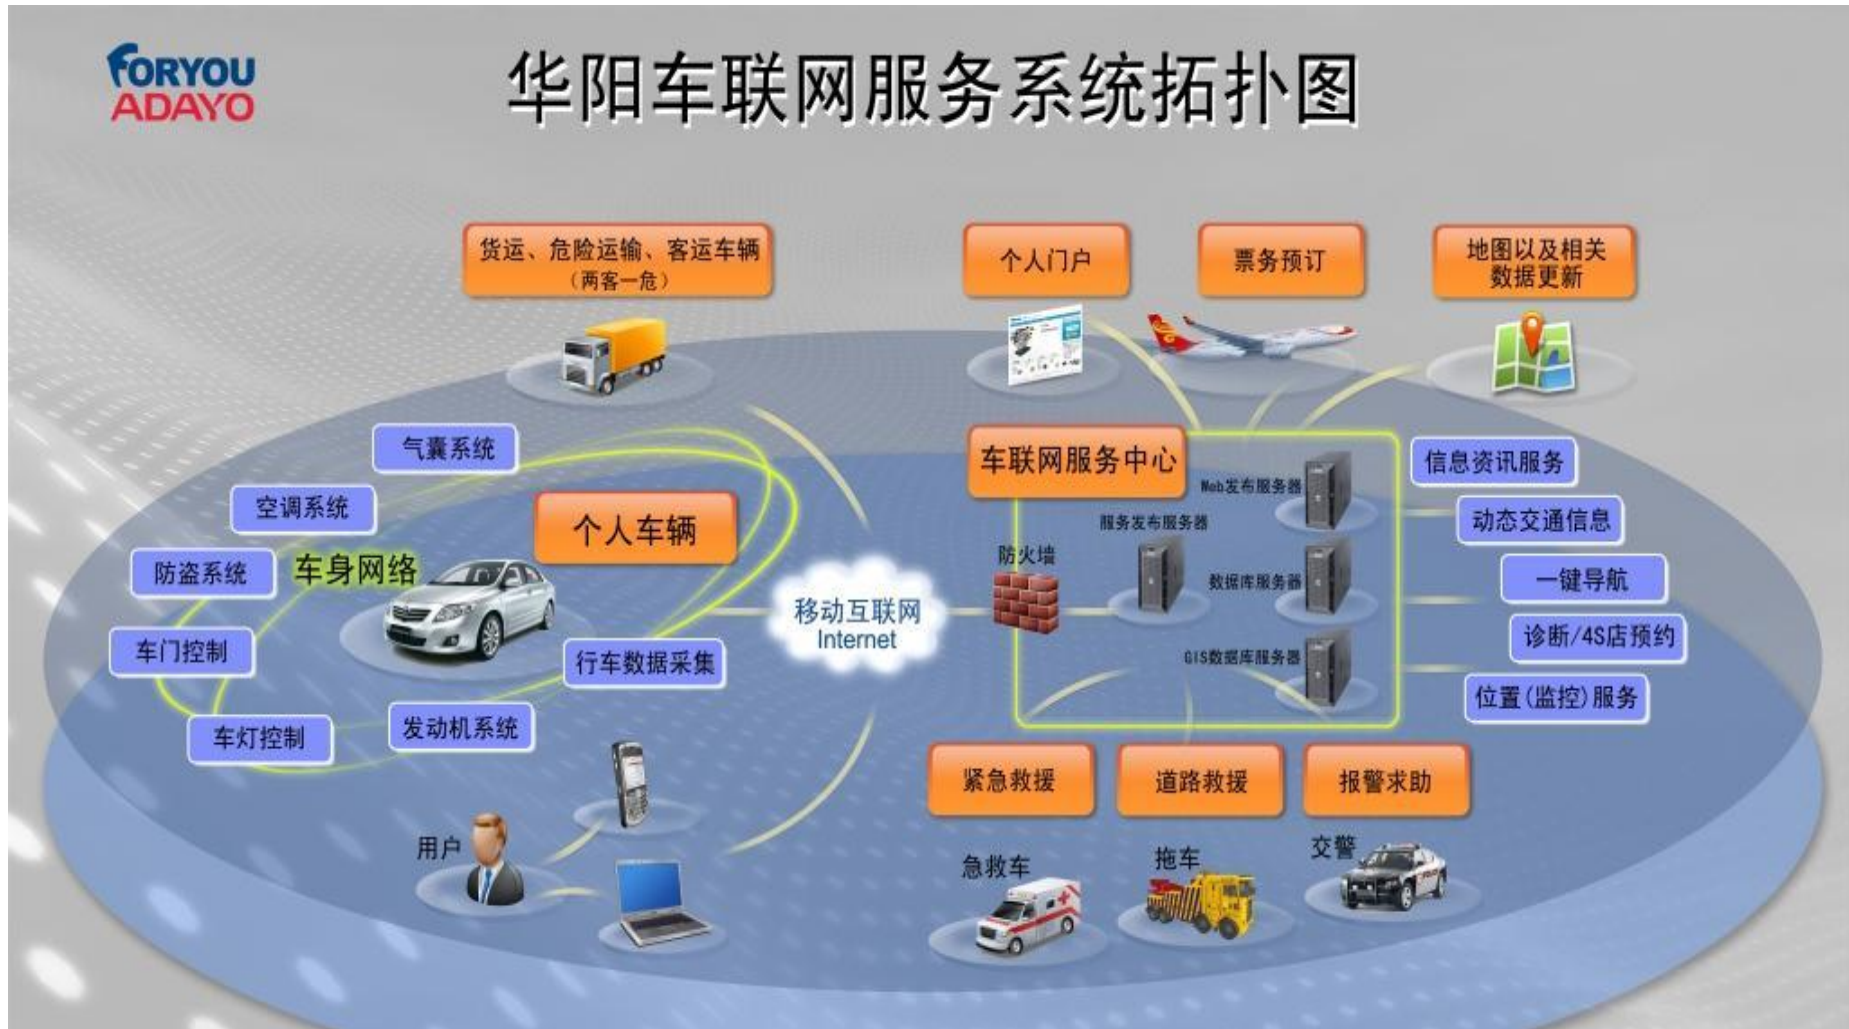 FORYOU
ADAYO
华阳车联网服务系统拓扑图
货运、危险运输、客运车辆
（两客一危）
个人门户
票务预订
地图以及相关
数据更新
气囊系统
空调系统
防盗系统
车身网络
个人车辆
车门控制
行车数据采集
车灯控制
发动机系统
移动互联网
Internet
车联网服务中心
Web发布服务器
服务发布服务器
防火墙
数据库服务器
GIS数据库服务器
信息资讯服务
动态交通信息
一键导航
诊断/4S店预约
位置(监控)服务
用户
紧急救援
道路救援
报警求助
急救车
拖车
交警